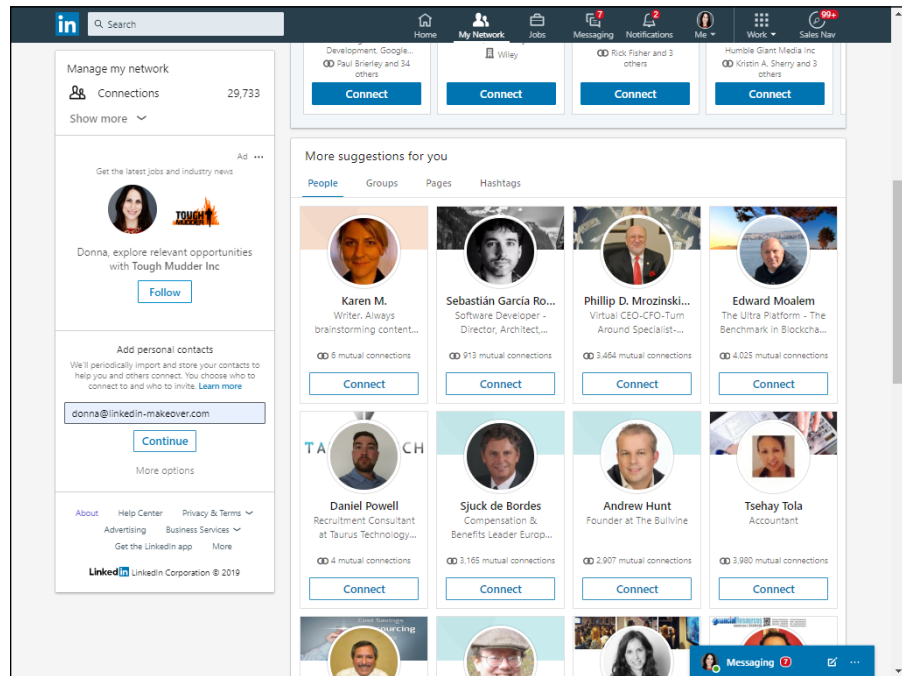 in
Search
Home
My Network
Jobs
7
Messaging
2
Notifications
Me
Work
99+
Sales Nav
Manage my network
Connections 29,733
Show more
Ad •••
Get the latest jobs and industry news
TOUGH
MUDDER
Donna, explore relevant opportunities
with Tough Mudder Inc
Follow
Add personal contacts
We'll periodically import and store your contacts to
help you and others connect. You choose who to
connect to and who to invite. Learn more
donna@linkedin-makeover.com
Continue
More options
About Help Center Privacy & Terms
Advertising Business Services
Get the LinkedIn app More
Linked in LinkedIn Corporation © 2019
Development, Google...
Paul Brierley and 34
others
Connect
Wiley
Connect
Rick Fisher and 3
others
Connect
Humble Giant Media Inc
Kristin A. Sherry and 3
others
Connect
More suggestions for you
People Groups Pages Hashtags
Karen M.
Writer. Always
brainstorming content...
6 mutual connections
Connect
Sebastián García Ro...
Software Developer -
Director, Architect,...
913 mutual connections
Connect
Phillip D. Mrozinski...
Virtual CEO-CFO-Turn
Around Specialist-...
3,464 mutual connections
Connect
Edward Moalem
The Ultra Platform - The
Benchmark in Blockcha...
4,025 mutual connections
Connect
TA CH
Daniel Powell
Recruitment Consultant
at Taurus Technology...
4 mutual connections
Connect
Sjuck de Bordes
Compensation &
Benefits Leader Europ...
3,165 mutual connections
Connect
Andrew Hunt
Founder at The Bullvine
2,907 mutual connections
Connect
Tsehay Tola
Accountant
3,980 mutual connections
Connect
Cost Savings
Messaging 7 •••